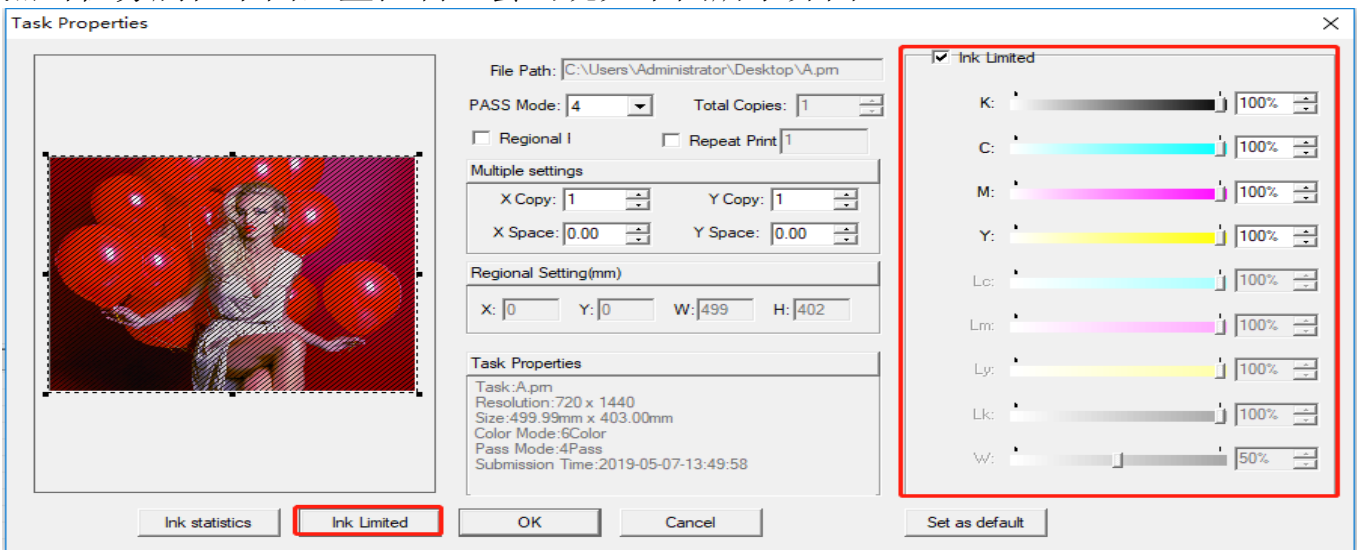 Task Properties
File Path: C:\Users\Administrator\Desktop\A.prn
PASS Mode: 4 Total Copies: 1
Regional I Repeat Print 1
Multiple settings
X Copy: 1 Y Copy: 1
X Space: 0.00 Y Space: 0.00
Regional Setting(mm)
X: 0 Y: 0 W: 499 H: 402
Task Properties
Task:A.prn
Resolution:720 x 1440
Size:499.99mm x 403.00mm
Color Mode:6Color
Pass Mode:4Pass
Submission Time:2019-05-07-13:49:58
Ink Limited
K: 100%
C: 100%
M: 100%
Y: 100%
Lc: 100%
Lm: 100%
Ly: 100%
Lk: 100%
W: 50%
Ink statistics Ink Limited OK Cancel Set as default